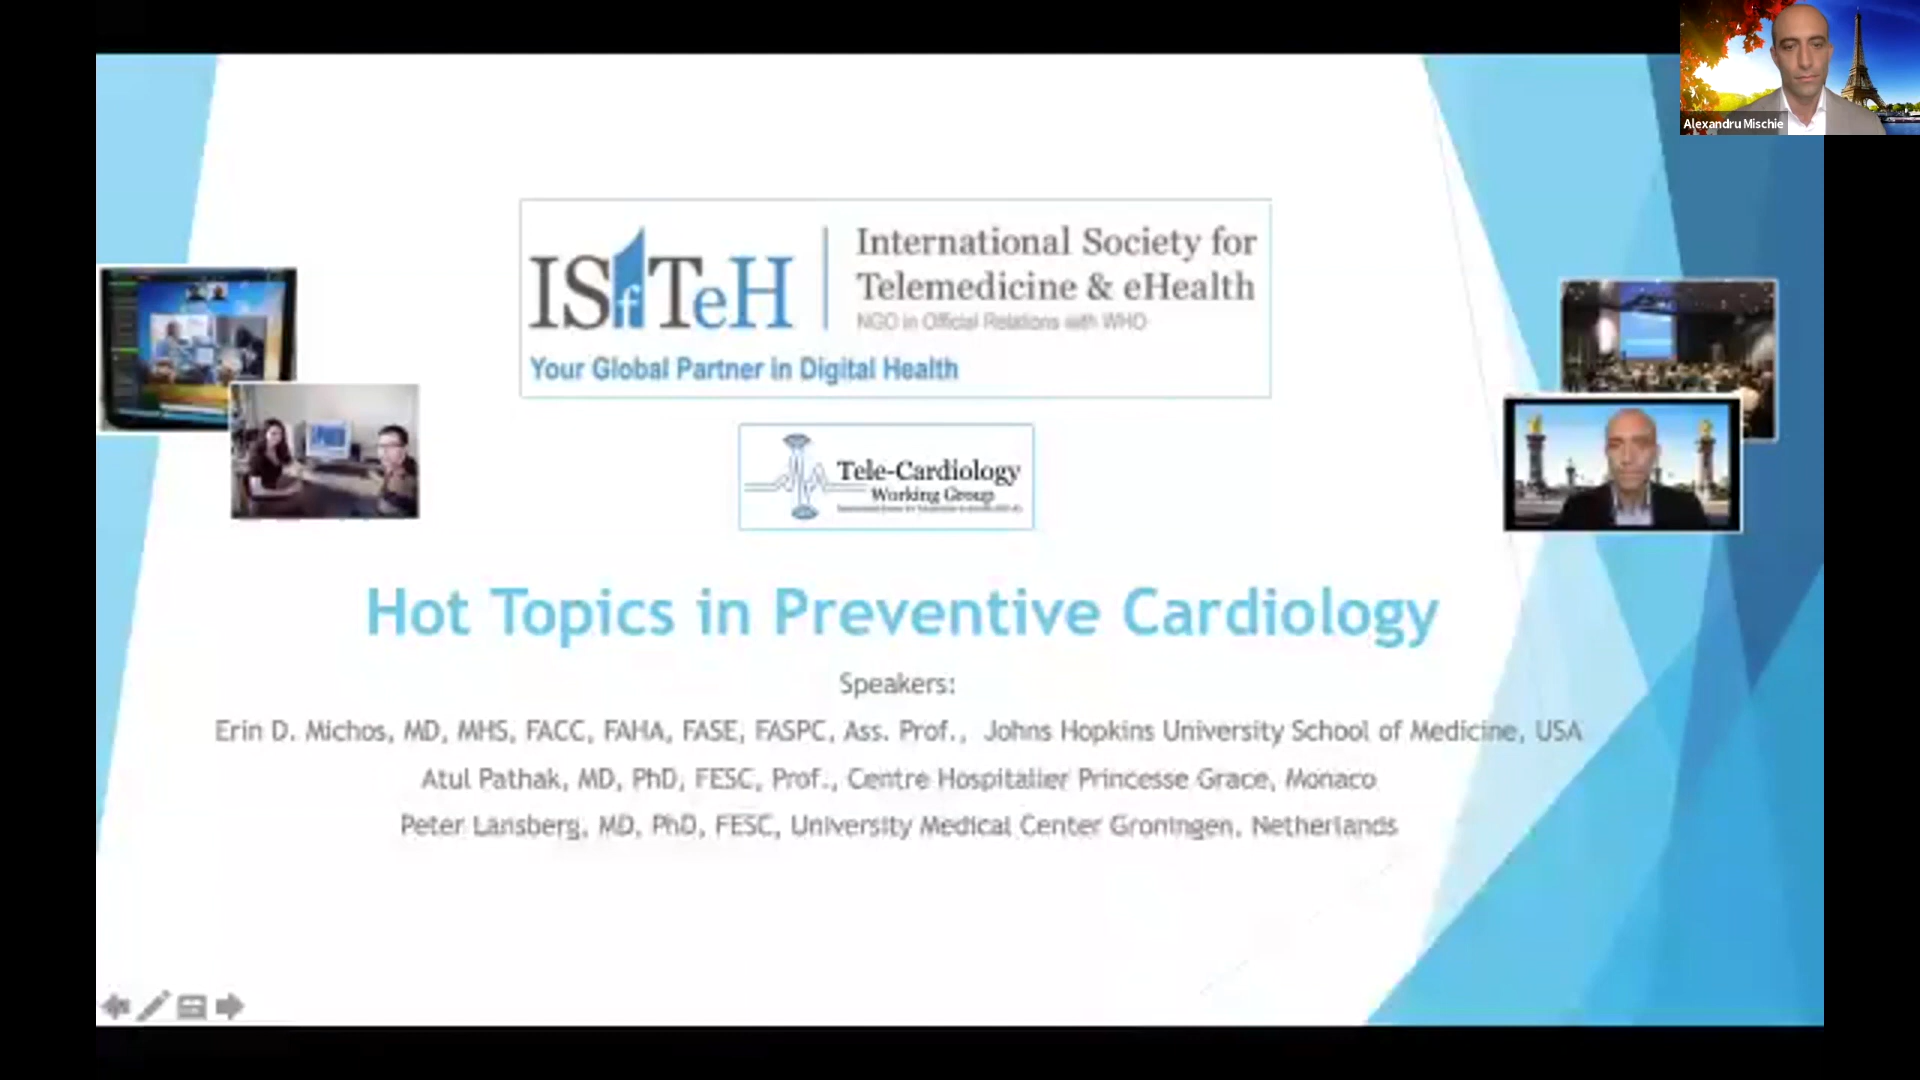 Alexandru Mischie
ISfTeH
International Society for
Telemedicine & eHealth
NGO in Official Relations with WHO
Your Global Partner in Digital Health
Tele-Cardiology
Working Group
Hot Topics in Preventive Cardiology
Speakers:
Erin D. Michos, MD, MHS, FACC, FAHA, FASE, FASPC, Ass. Prof., Johns Hopkins University School of Medicine, USA
Atul Pathak, MD, PhD, FESC, Prof., Centre Hospitalier Princesse Grace, Monaco
Peter Lansberg, MD, PhD, FESC, University Medical Center Groningen, Netherlands